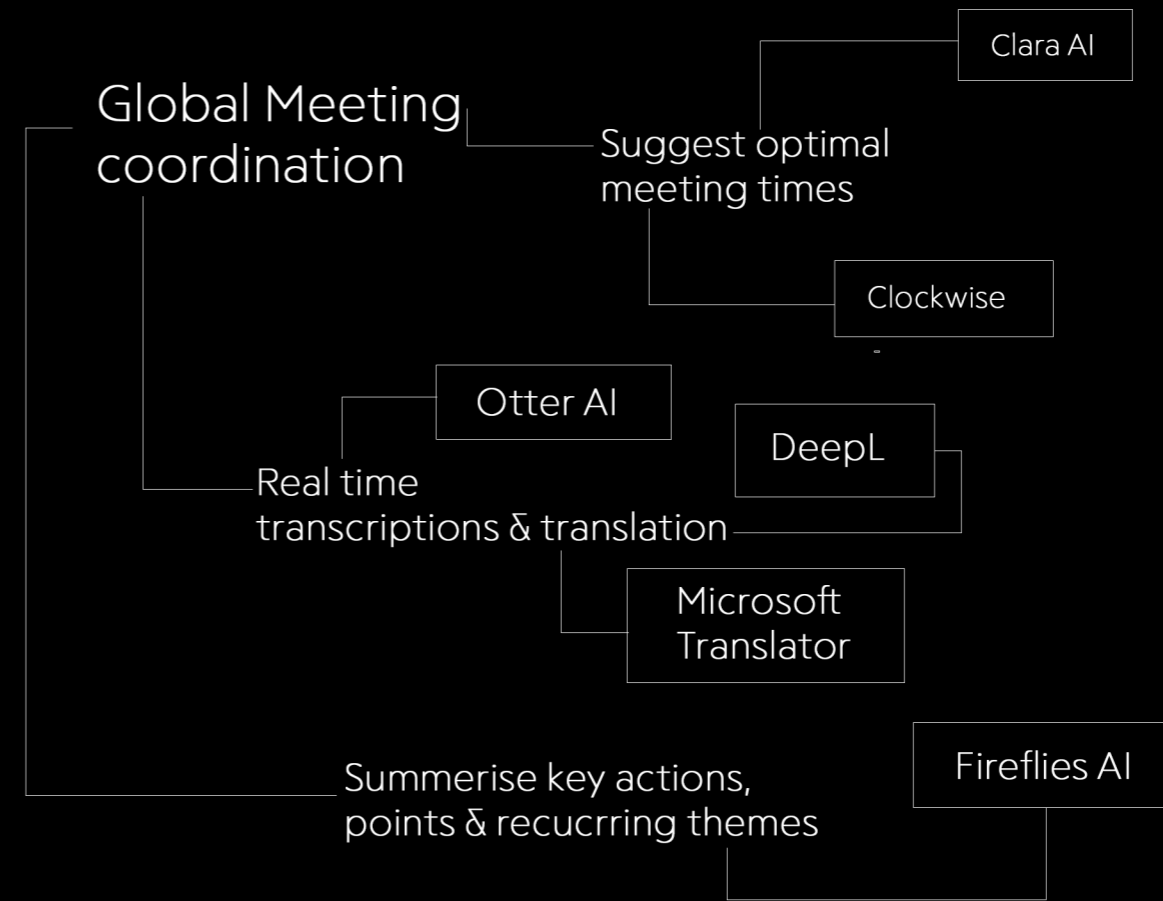 Clara AI
Global Meeting
coordination
Suggest optimal
meeting times
Clockwise
Otter AI
DeepL
Real time
transcriptions & translation
Microsoft
Translator
Fireflies AI
Summerise key actions,
points & recucrring themes